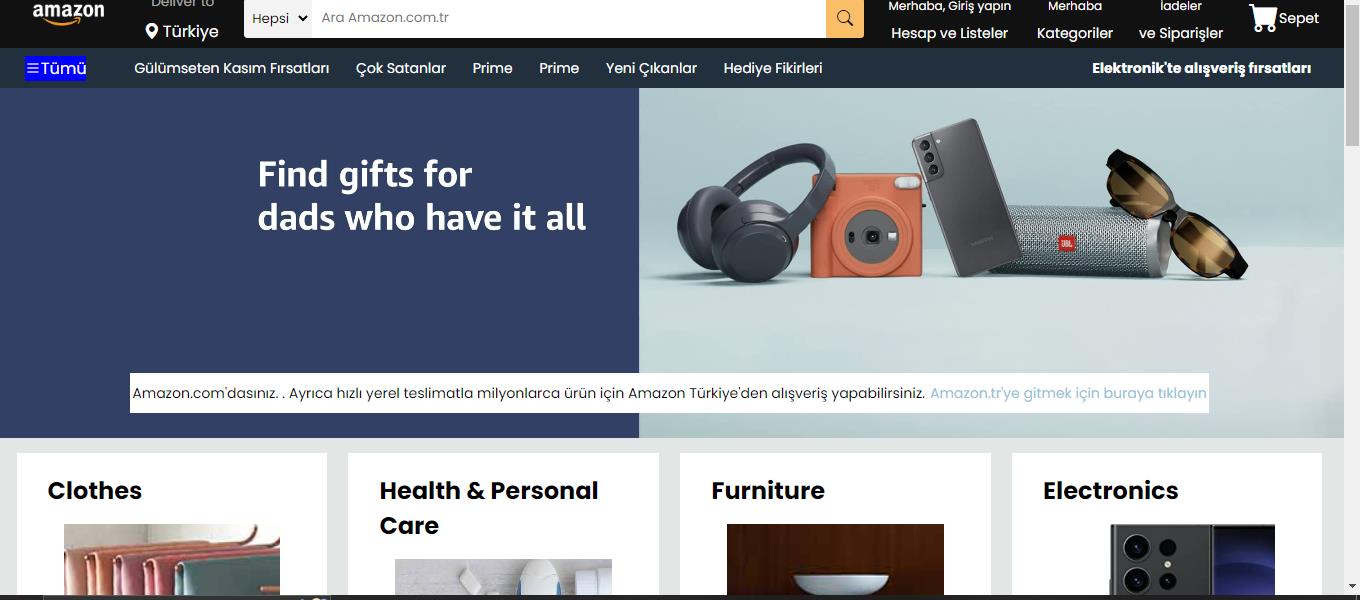 amazon
Deliver to
Türkiye
Hepsi
Ara Amazon.com.tr
Merhaba, Giriş yapın
Hesap ve Listeler
Merhaba
Kategoriler
İadeler
ve Siparişler
Sepet
Tümü
Gülümseten Kasım Fırsatları
Çok Satanlar
Prime
Prime
Yeni Çıkanlar
Hediye Fikirleri
Elektronik'te alışveriş fırsatları
Find gifts for
dads who have it all
SAMSUNG
JBL
Amazon.com'dasınız. . Ayrıca hızlı yerel teslimatla milyonlarca ürün için Amazon Türkiye'den alışveriş yapabilirsiniz. Amazon.tr'ye gitmek için buraya tıklayın
Clothes
Health & Personal
Care
Furniture
Electronics